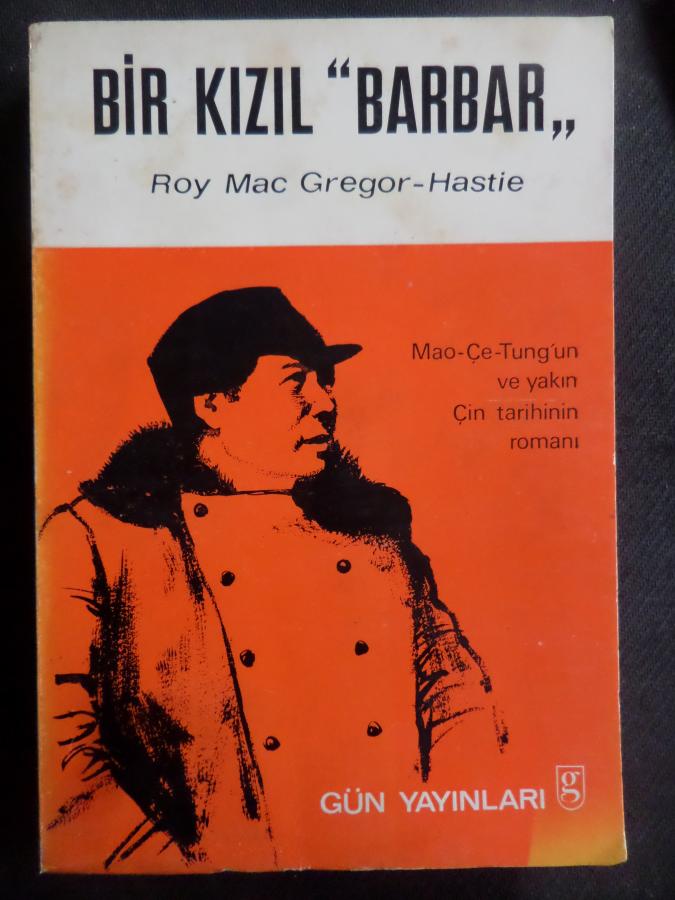 BİR KIZIL “BARBAR„
Roy Mac Gregor-Hastie
Mao-Çe-Tung'un
ve yakın
Çin tarihinin
romanı
GÜN YAYINLARI g